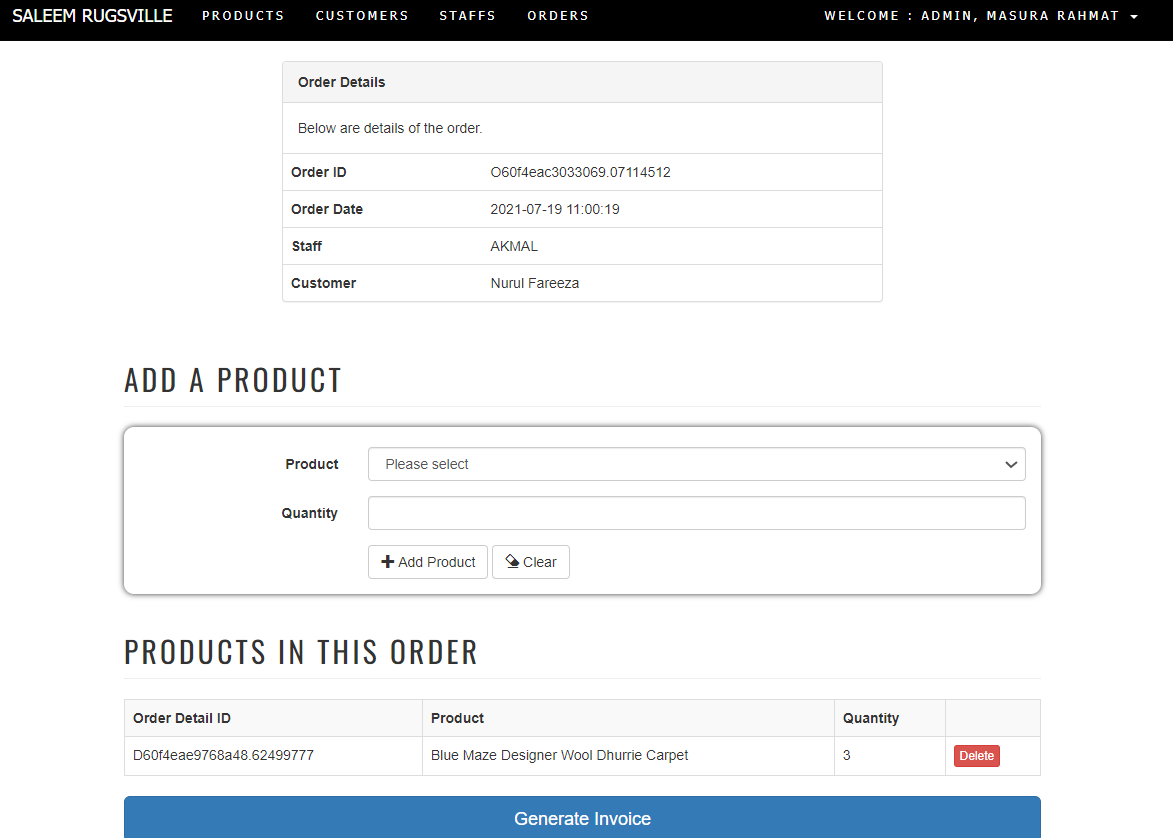 SALEEM RUGSVILLE PRODUCTS CUSTOMERS STAFFS ORDERS WELCOME : ADMIN, MASURA RAHMAT
Order Details
Below are details of the order.
Order ID O60f4eac3033069.07114512
Order Date 2021-07-19 11:00:19
Staff AKMAL
Customer Nurul Fareeza
ADD A PRODUCT
Product Please select
Quantity
Add Product Clear
PRODUCTS IN THIS ORDER
Order Detail ID Product Quantity
D60f4eae9768a48.62499777 Blue Maze Designer Wool Dhurrie Carpet 3 Delete
Generate Invoice